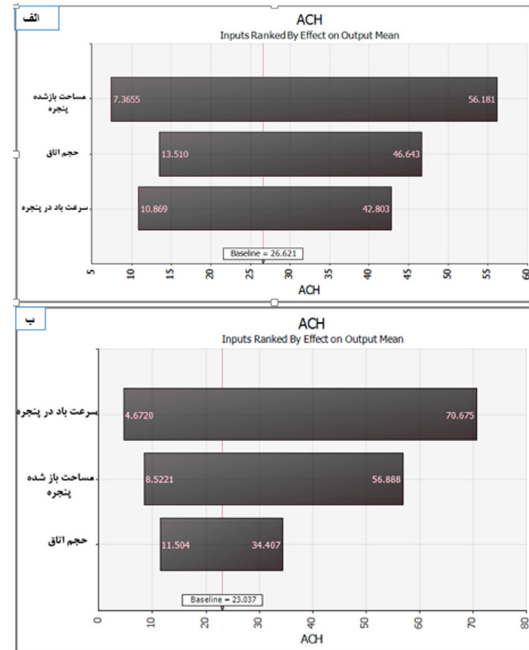 الف
ACH
Inputs Ranked By Effect on Output Mean
مساحت بازشده
پنجره
7.3655
56.181
حجم اتاق
13.510
46.643
سرعت باد در پنجره
10.869
42.803
Baseline = 26.621
5
10
15
20
25
30
35
40
45
50
55
60
ACH
ب
ACH
Inputs Ranked By Effect on Output Mean
سرعت باد در پنجره
4.6720
70.675
مساحت باز شده
پنجره
8.5221
56.888
حجم اتاق
11.504
34.407
Baseline = 23.037
0
10
20
30
40
50
60
70
80
ACH